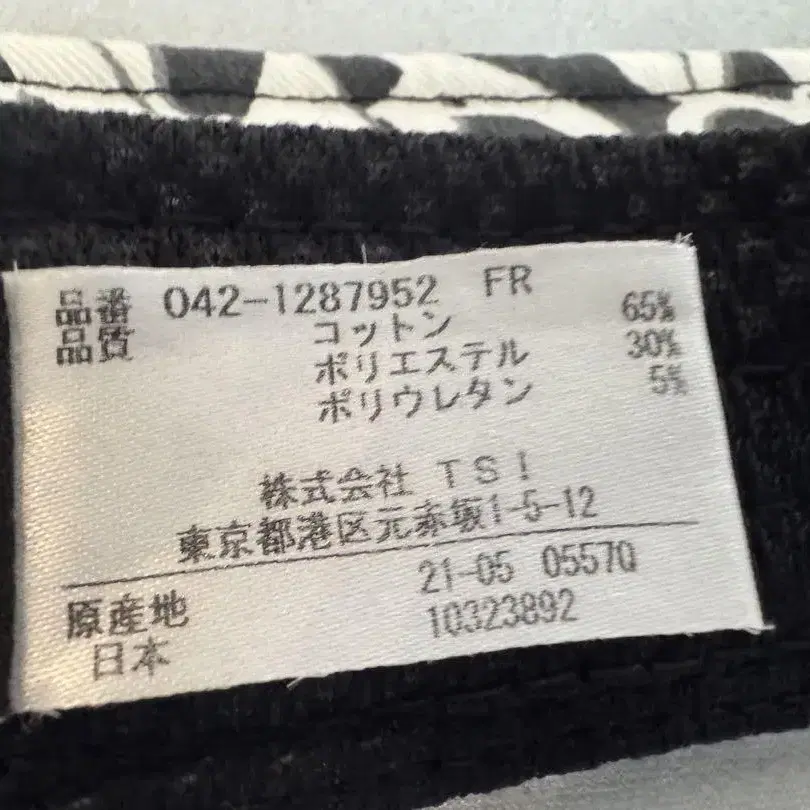 品番 042-1287952 FR
品質 コットン 65%
ポリエステル 30%
ポリウレタン 5%
株式会社 TSI
東京都港区元赤坂1-5-12
21-05 0557Q
原産地 10323892
日本